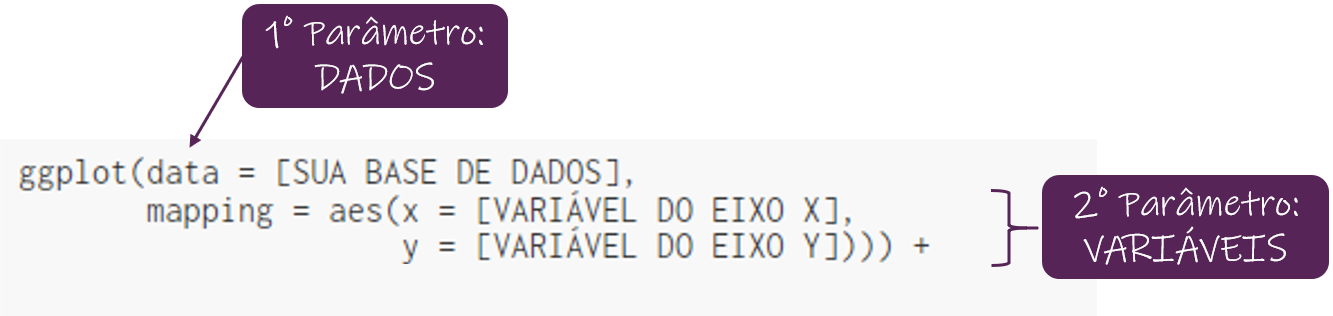 1° Parâmetro:
DADOS
ggplot(data = [SUA BASE DE DADOS],
mapping = aes(x = [VARIÁVEL DO EIXO X],
y = [VARIÁVEL DO EIXO Y]))) +
2° Parâmetro:
VARIÁVEIS